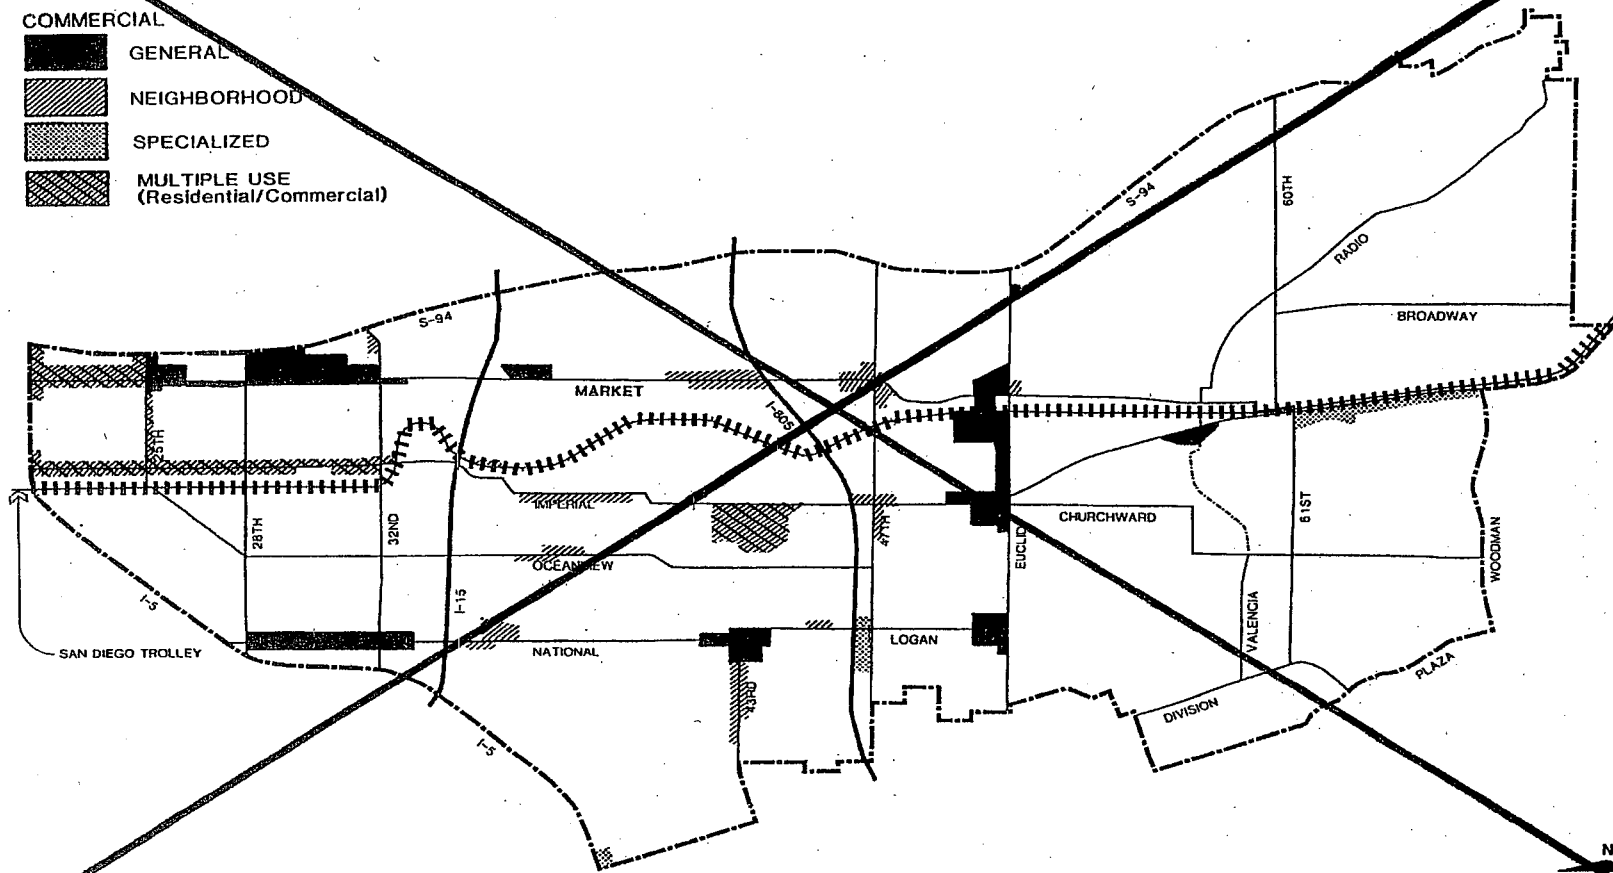 COMMERCIAL
GENERAL
NEIGHBORHOOD
SPECIALIZED
MULTIPLE USE
(Residential/Commercial)
S-94
60TH
RADIO
BROADWAY
S-94
MARKET
I-805
25TH
28TH
32ND
IMPERIAL
47TH
EUCLID
CHURCHWARD
61ST
WOODMAN
OCEANVIEW
I-5
I-15
VALENCIA
SAN DIEGO TROLLEY
NATIONAL
LOGAN
43RD
PLAZA
DIVISION
I-5
N